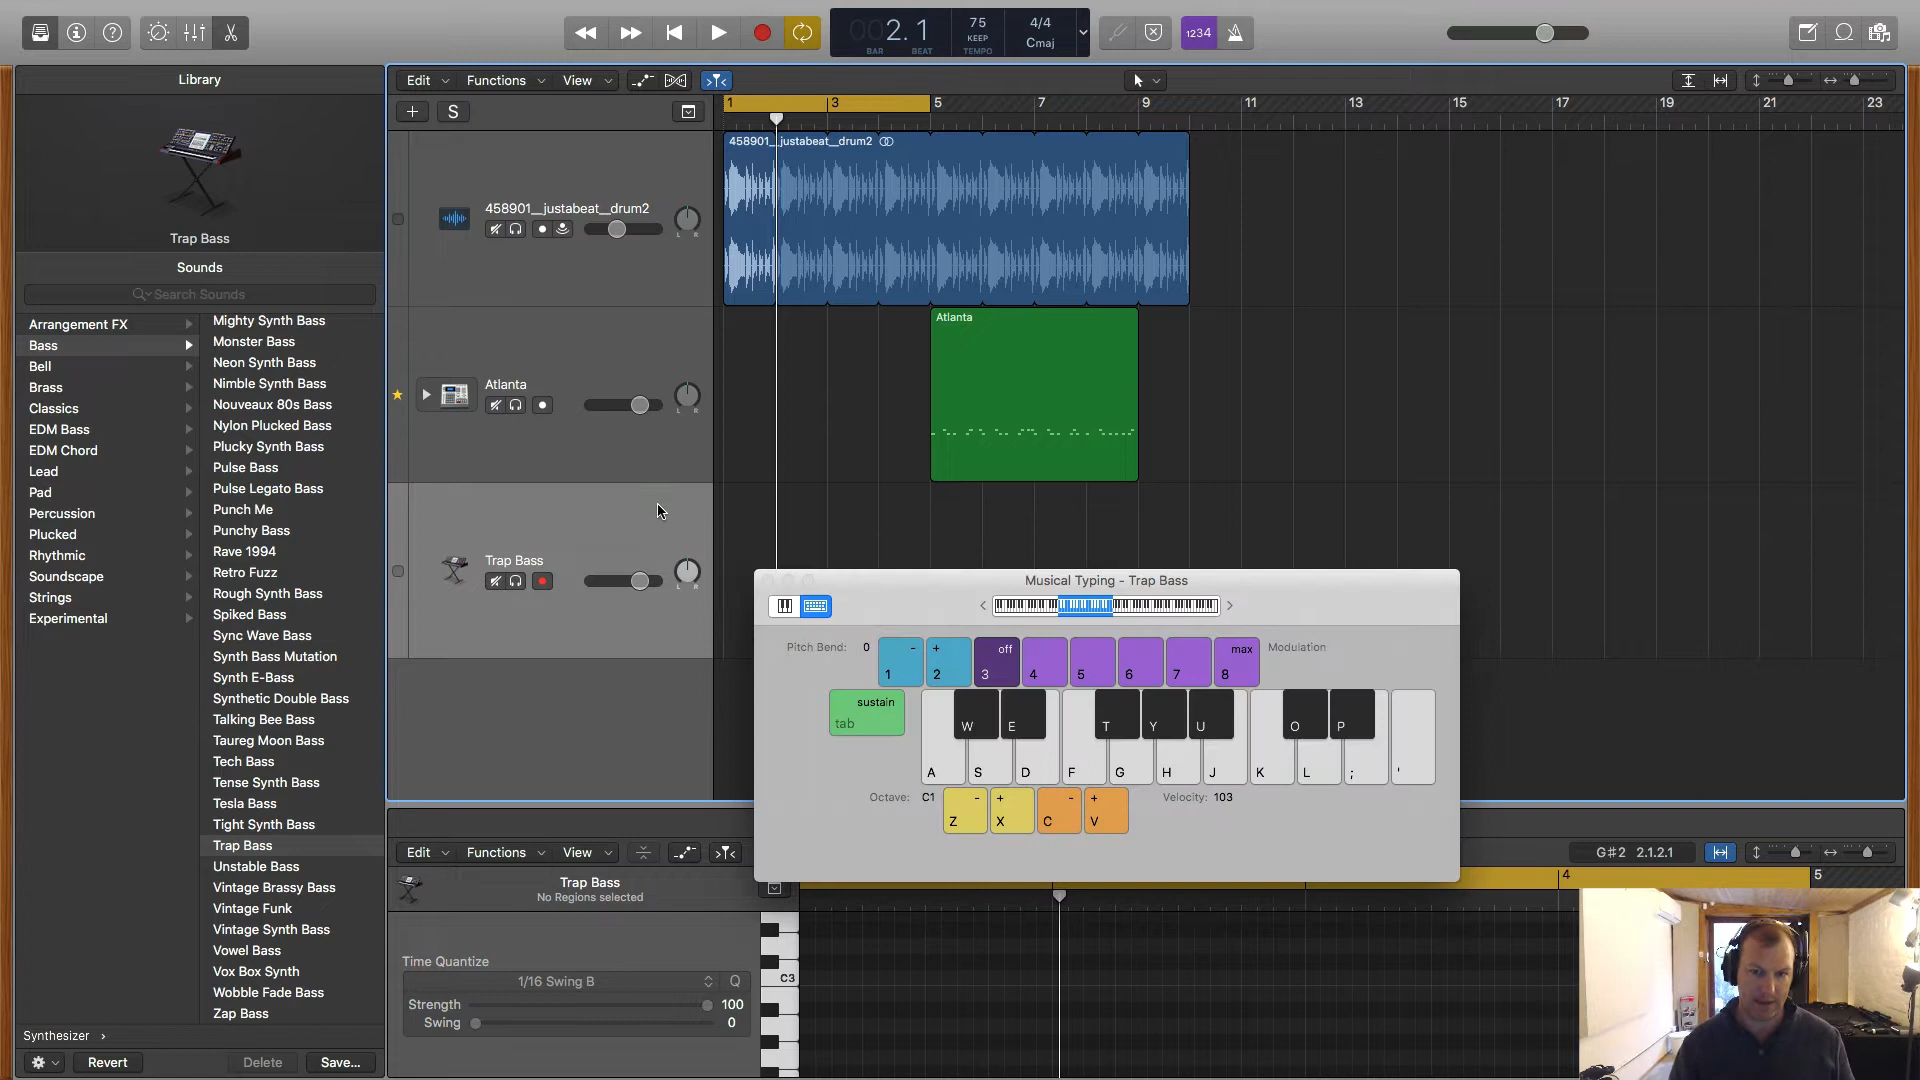 1234
002. 1
BAR
BEAT
75
KEEP
TEMPO
4/4
Cmaj
Library
Trap Bass
Sounds
Search Sounds
Arrangement FX
Bass
Bell
Brass
Classics
EDM Bass
EDM Chord
Lead
Pad
Percussion
Plucked
Rhythmic
Soundscape
Strings
Experimental
Mighty Synth Bass
Monster Bass
Neon Synth Bass
Nimble Synth Bass
Nouveaux 80s Bass
Nylon Plucked Bass
Plucky Synth Bass
Pulse Bass
Pulse Legato Bass
Punch Me
Punchy Bass
Rave 1994
Retro Fuzz
Rough Synth Bass
Spiked Bass
Sync Wave Bass
Synth Bass Mutation
Synth E-Bass
Synthetic Double Bass
Talking Bee Bass
Taureg Moon Bass
Tech Bass
Tense Synth Bass
Tesla Bass
Tight Synth Bass
Trap Bass
Unstable Bass
Vintage Brassy Bass
Vintage Funk
Vintage Synth Bass
Vowel Bass
Vox Box Synth
Wobble Fade Bass
Zap Bass
Synthesizer
Revert
Delete
Save...
Edit
Functions
View
S
1 3 5 7 9 11 13 15 17 19 21 23
458901__justabeat__drum2
L R
458901__justabeat__drum2
Atlanta
L R
Atlanta
Trap Bass
L R
Musical Typing - Trap Bass
Pitch Bend: 0
- + off max
1 2 3 4 5 6 7 8
Modulation
sustain
tab
W E T Y U O P
A S D F G H J K L ; '
Octave: C1
- + - +
Z X C V
Velocity: 103
Edit
Functions
View
G#2 2.1.2.1
Trap Bass
No Regions selected
4 5
Time Quantize
1/16 Swing B
Q
Strength 100
Swing 0
C3